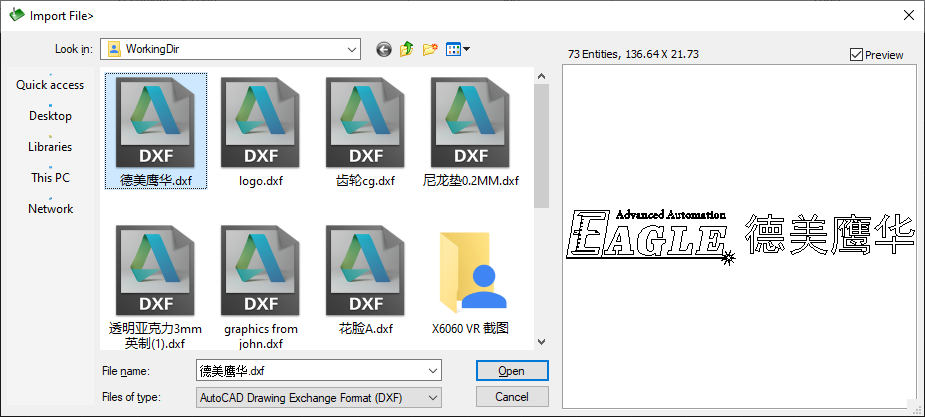 Import File>
Look in:
WorkingDir
73 Entities, 136.64 X 21.73
Preview
Quick access
Desktop
Libraries
This PC
Network
DXF
DXF
DXF
DXF
德美鹰华.dxf
logo.dxf
齿轮cg.dxf
尼龙垫0.2MM.dxf
DXF
DXF
DXF
透明亚克力3mm
英制(1).dxf
graphics from
john.dxf
花脸A.dxf
X6060 VR 截图
Advanced Automation
EAGLE
德美鹰华
File name:
德美鹰华.dxf
Open
Files of type:
AutoCAD Drawing Exchange Format (DXF)
Cancel